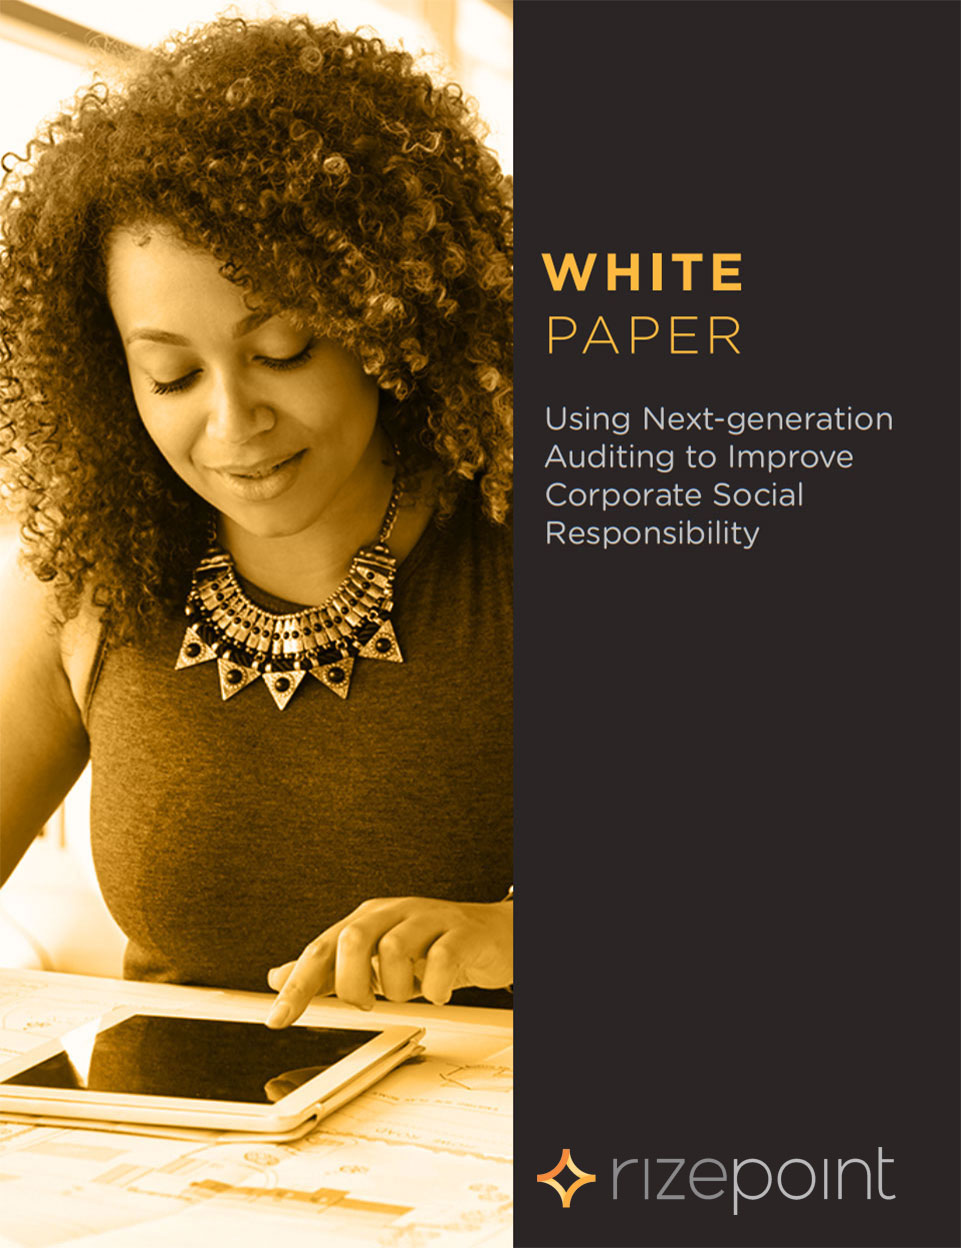 WHITE
PAPER
Using Next-generation
Auditing to Improve
Corporate Social
Responsibility
rizepoint